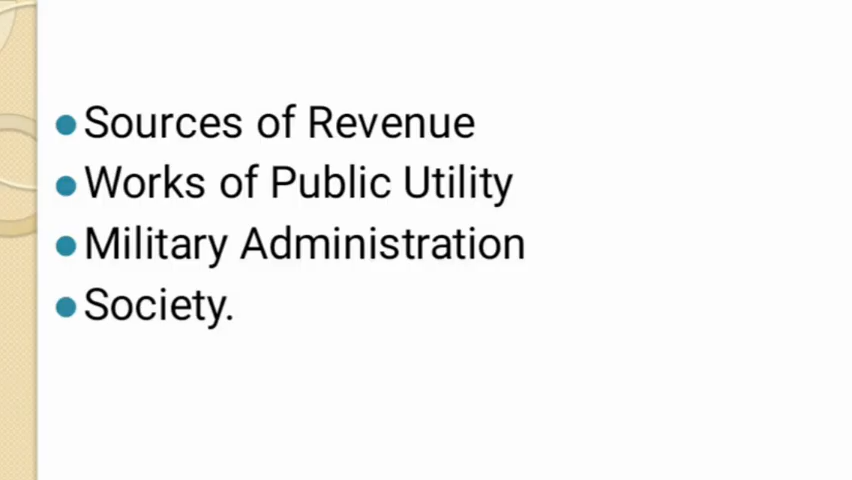 Sources of Revenue
Works of Public Utility
Military Administration
Society.